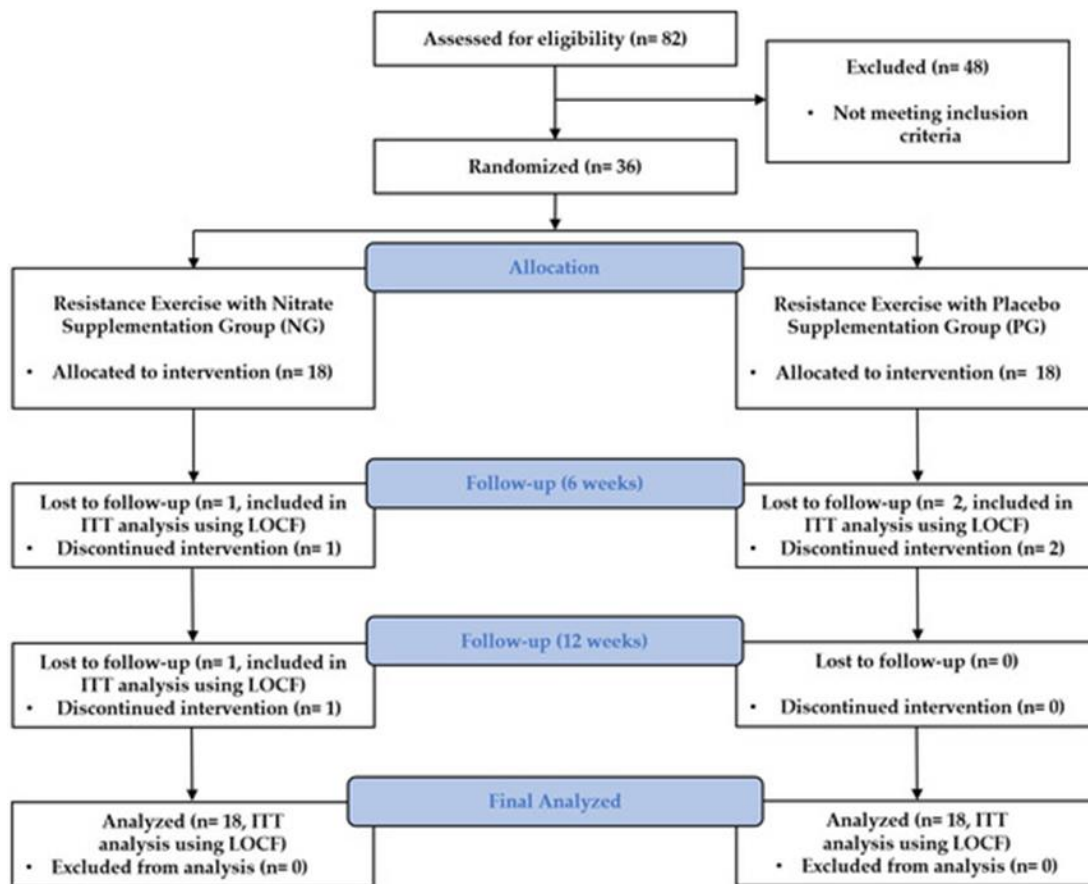 Assessed for eligibility (n= 82)
Excluded (n= 48)
• Not meeting inclusion
criteria
Randomized (n= 36)
Allocation
Resistance Exercise with Nitrate
Supplementation Group (NG)
• Allocated to intervention (n= 18)
Resistance Exercise with Placebo
Supplementation Group (PG)
• Allocated to intervention (n=  18)
Follow-up (6 weeks)
Lost to follow-up (n= 1, included in
ITT analysis using LOCF)
• Discontinued intervention (n= 1)
Lost to follow-up (n=  2, included in
ITT analysis using LOCF)
• Discontinued intervention (n= 2)
Follow-up (12 weeks)
Lost to follow-up (n= 1, included in
ITT analysis using LOCF)
• Discontinued intervention (n= 1)
Lost to follow-up (n= 0)
• Discontinued intervention (n= 0)
Final Analyzed
Analyzed (n= 18, ITT
analysis using LOCF)
• Excluded from analysis (n= 0)
Analyzed (n= 18, ITT
analysis using LOCF)
• Excluded from analysis (n= 0)